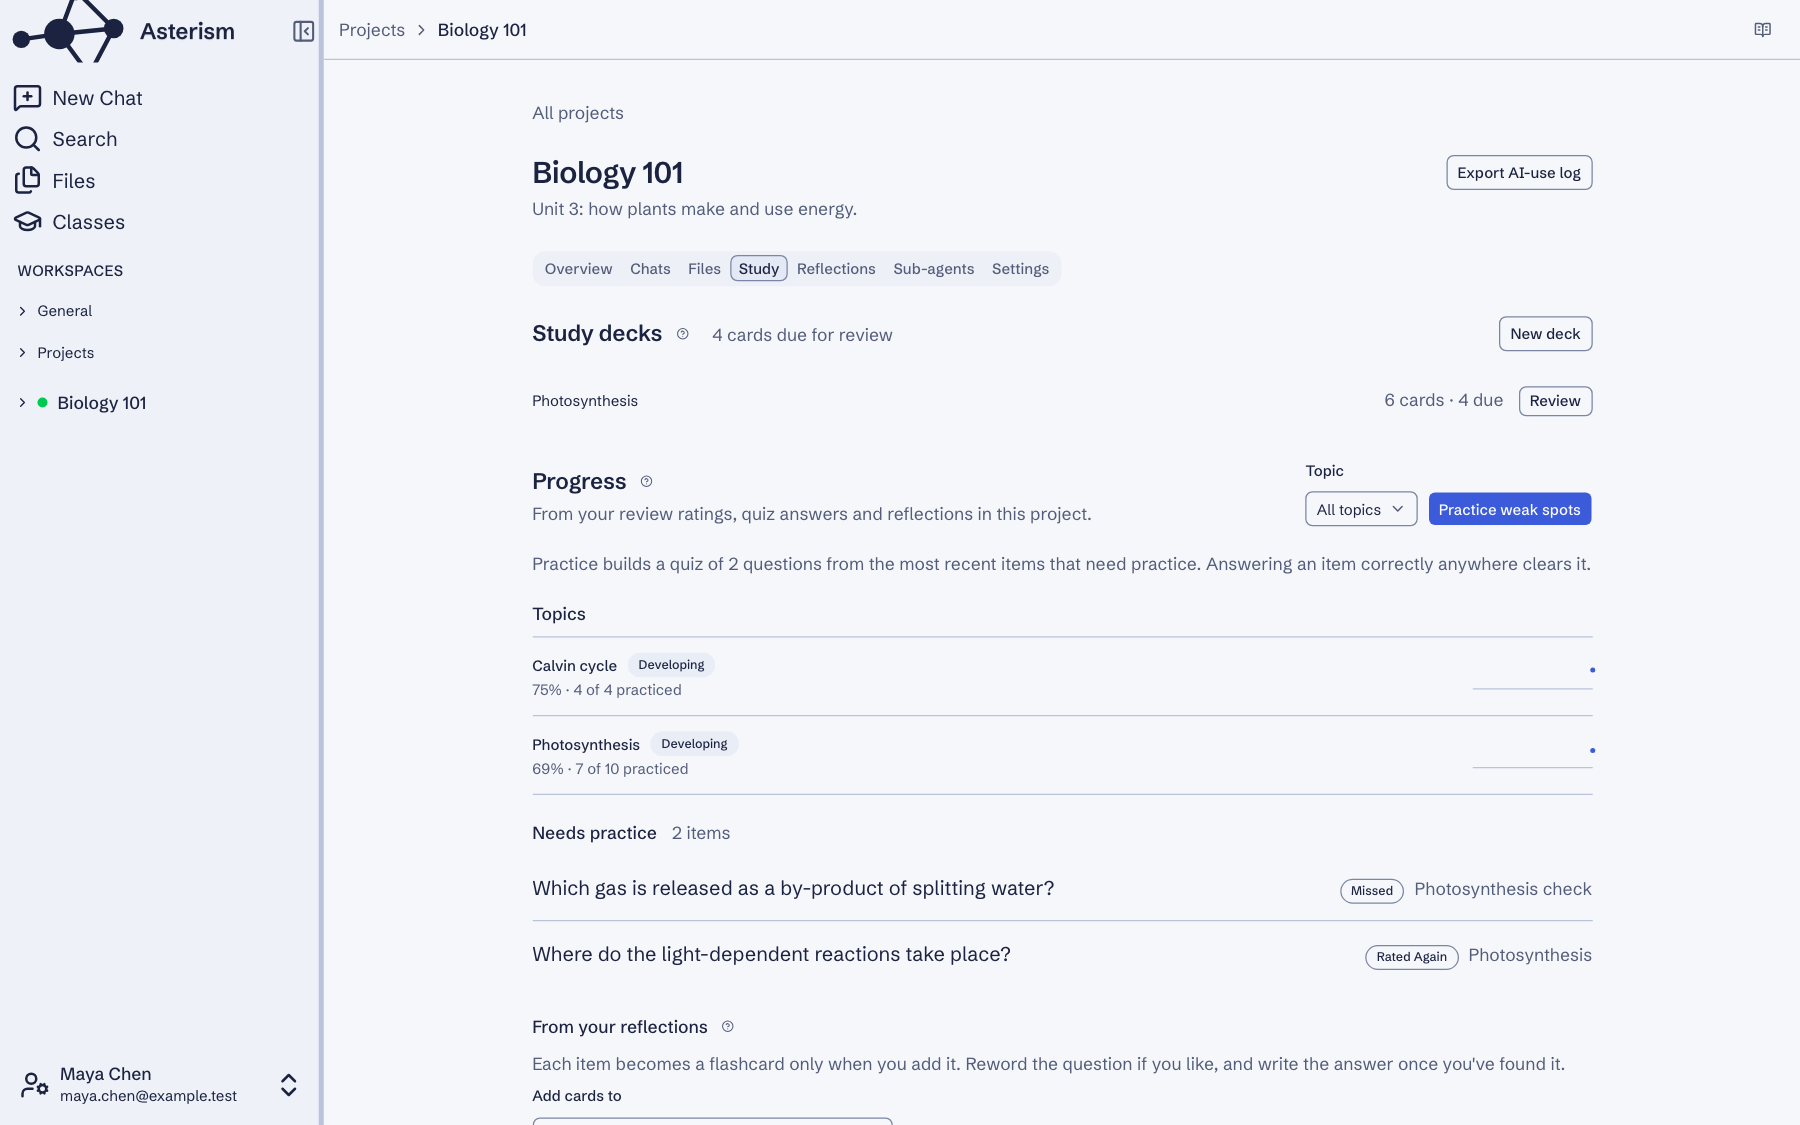 Asterism
New Chat
Search
Files
Classes
WORKSPACES
General
Projects
Biology 101
Maya Chen
maya.chen@example.test
Projects > Biology 101
All projects
Biology 101
Export AI-use log
Unit 3: how plants make and use energy.
Overview Chats Files Study Reflections Sub-agents Settings
Study decks 4 cards due for review New deck
Photosynthesis 6 cards · 4 due Review
Progress
From your review ratings, quiz answers and reflections in this project.
Topic
All topics Practice weak spots
Practice builds a quiz of 2 questions from the most recent items that need practice. Answering an item correctly anywhere clears it.
Topics
Calvin cycle Developing
75% · 4 of 4 practiced
Photosynthesis Developing
69% · 7 of 10 practiced
Needs practice 2 items
Which gas is released as a by-product of splitting water? Missed Photosynthesis check
Where do the light-dependent reactions take place? Rated Again Photosynthesis
From your reflections
Each item becomes a flashcard only when you add it. Reword the question if you like, and write the answer once you've found it.
Add cards to